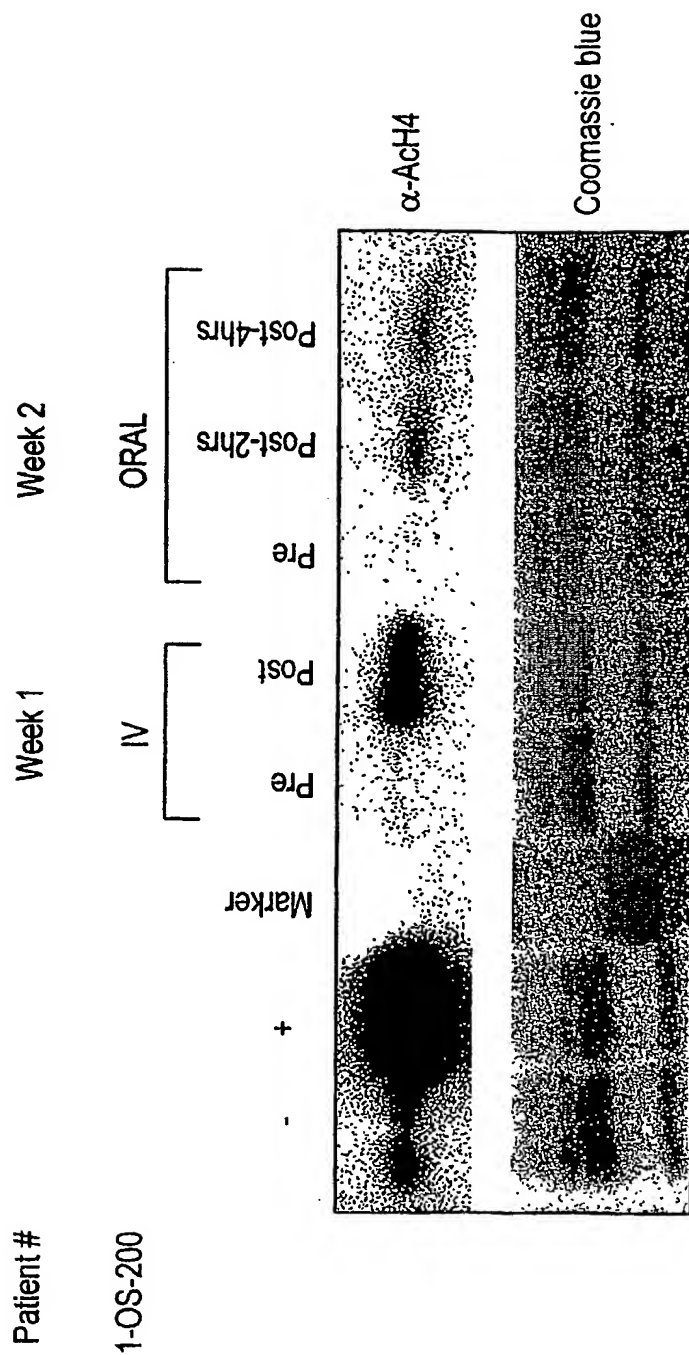 Patient #
1-OS-200
Week 1
Week 2
IV
ORAL
-
+
Marker
Pre
Post
Pre
Post-2hrs
Post-4hrs
α-AcH4
Coomassie blue